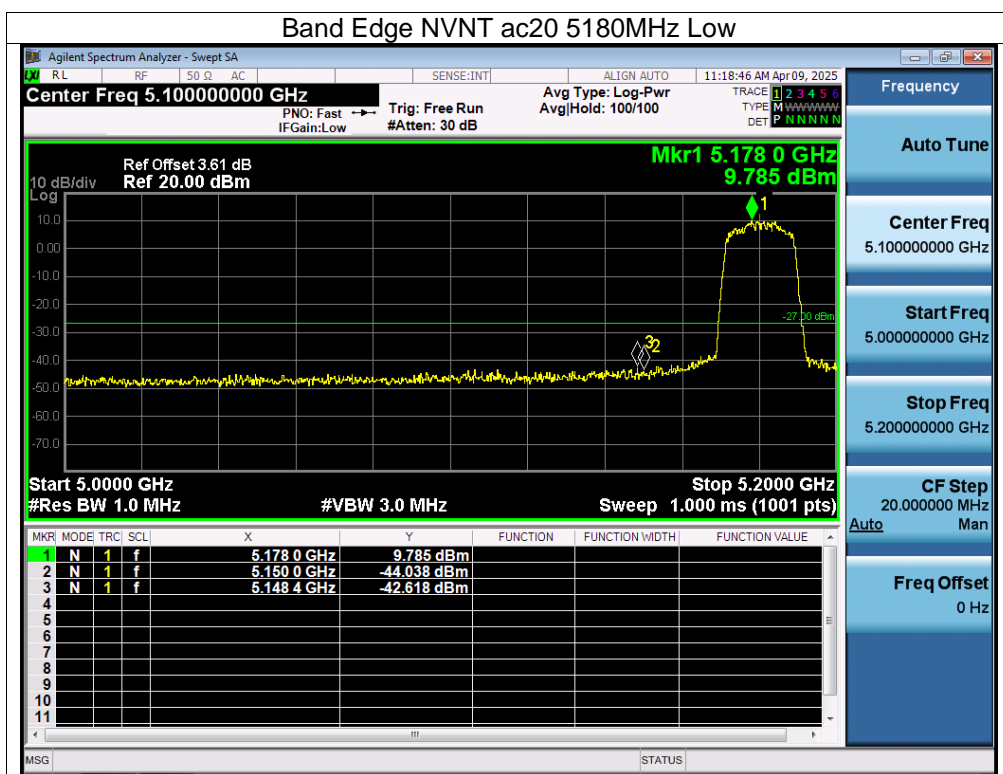 Band Edge NVNT ac20 5180MHz Low
Agilent Spectrum Analyzer - Swept SA
LXI RL RF 50 Ω AC SENSE:INT ALIGN AUTO 11:18:46 AM Apr 09, 2025
Center Freq 5.100000000 GHz
PNO: Fast
IFGain:Low
Trig: Free Run
#Atten: 30 dB
Avg Type: Log-Pwr
Avg|Hold: 100/100
TRACE 1 2 3 4 5 6
TYPE M WWWWW
DET P N N N N N
Mkr1 5.178 0 GHz
9.785 dBm
Ref Offset 3.61 dB
10 dB/div Ref 20.00 dBm
Log
10.0
0.00
-10.0
-20.0
-30.0
-40.0
-50.0
-60.0
-70.0
1
-27.00 dBm
3
2
Start 5.0000 GHz Stop 5.2000 GHz
#Res BW 1.0 MHz #VBW 3.0 MHz Sweep 1.000 ms (1001 pts)
MKR MODE TRC SCL X Y FUNCTION FUNCTION WIDTH FUNCTION VALUE
1 N 1 f 5.178 0 GHz 9.785 dBm
2 N 1 f 5.150 0 GHz -44.038 dBm
3 N 1 f 5.148 4 GHz -42.618 dBm
4
5
6
7
8
9
10
11
MSG STATUS
Frequency
Auto Tune
Center Freq
5.100000000 GHz
Start Freq
5.000000000 GHz
Stop Freq
5.200000000 GHz
CF Step
20.000000 MHz
Auto Man
Freq Offset
0 Hz